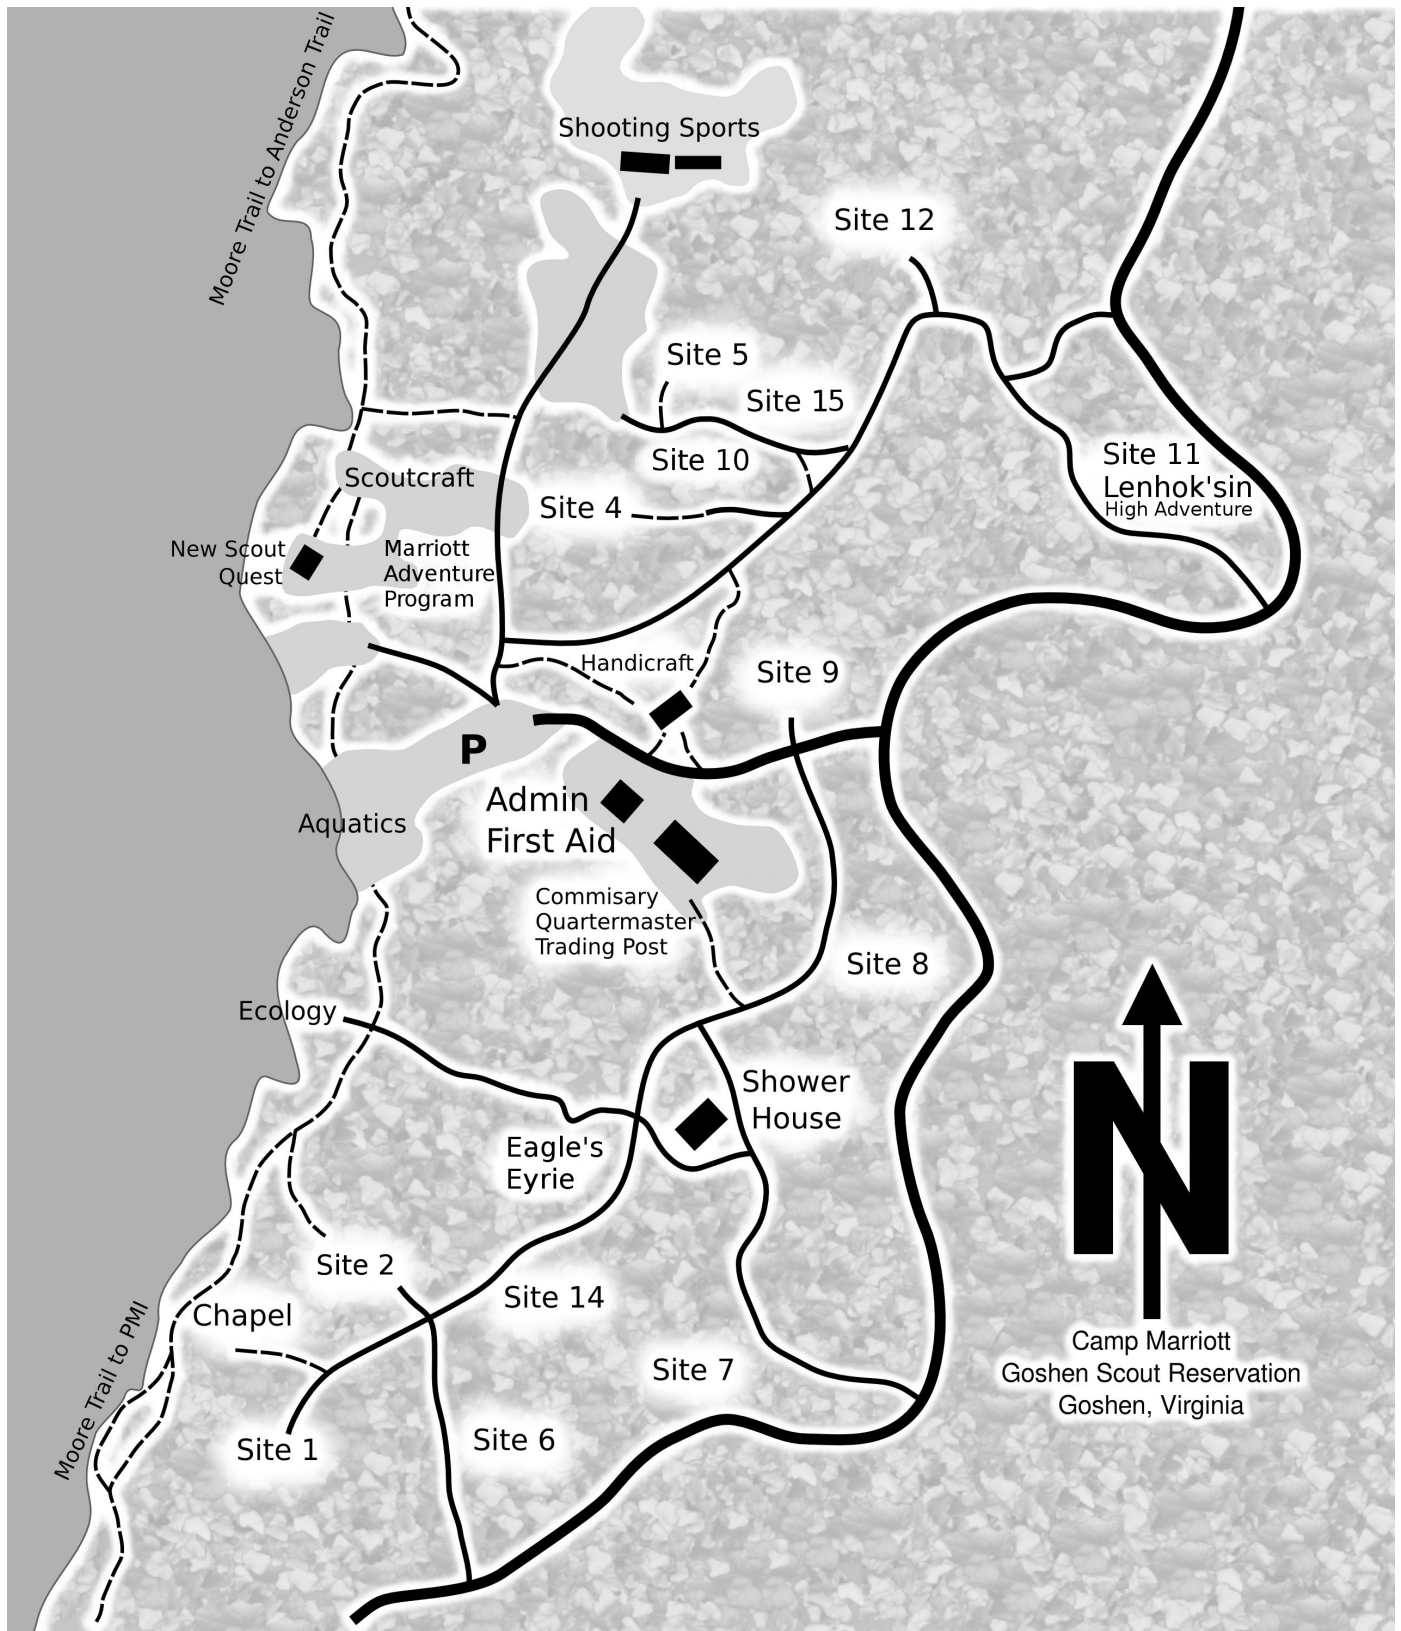 Moore Trail to Anderson Trail
Shooting Sports
Site 12
Site 5
Site 15
Site 10
Site 11
Lenhok'sin
High Adventure
Scoutcraft
Site 4
New Scout
Quest
Marriott
Adventure
Program
Handicraft
Site 9
P
Admin
First Aid
Aquatics
Commisary
Quartermaster
Trading Post
Site 8
Ecology
Shower
House
Eagle's
Eyrie
Site 2
Site 14
Chapel
Moore Trail to PMI
Site 7
Site 1
Site 6
N
Camp Marriott
Goshen Scout Reservation
Goshen, Virginia